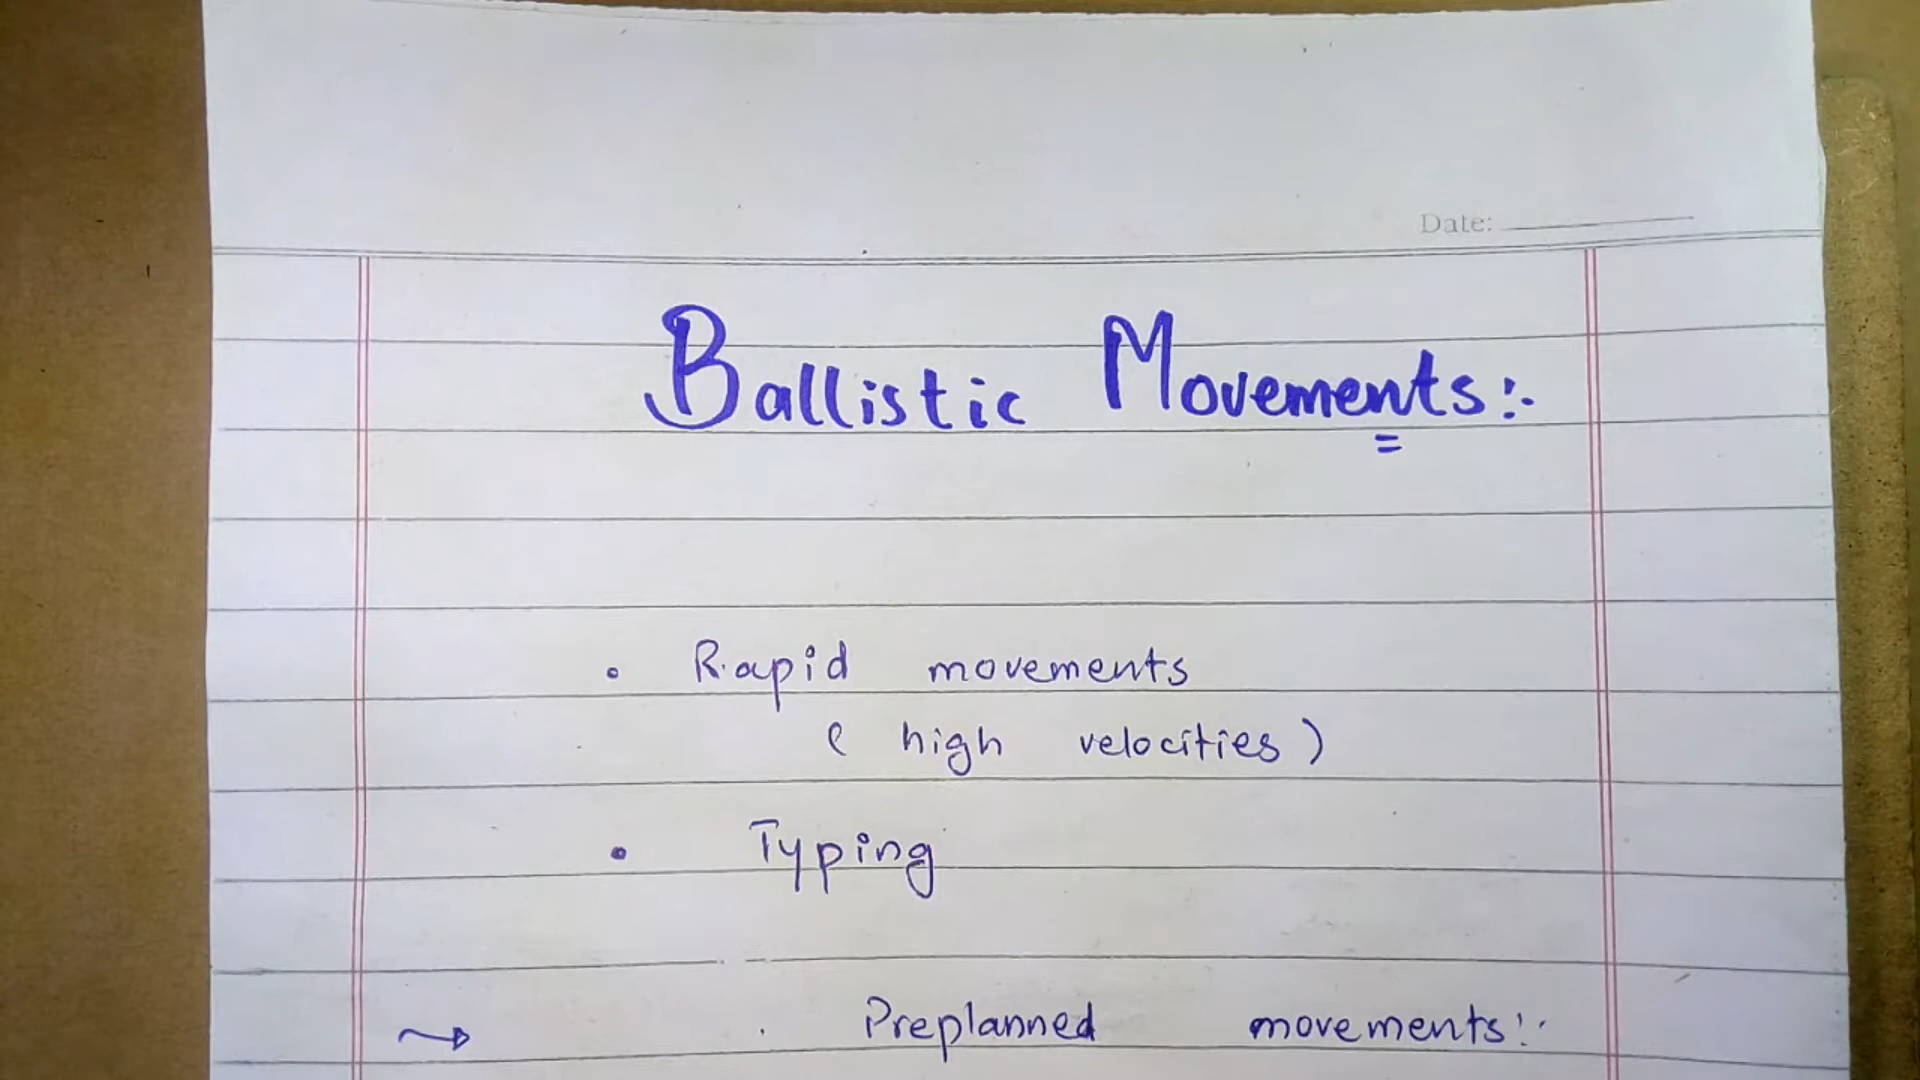 Date:
Ballistic Movements:-
• Rapid movements
( high velocities )
• Typing
→ Preplanned movements:-